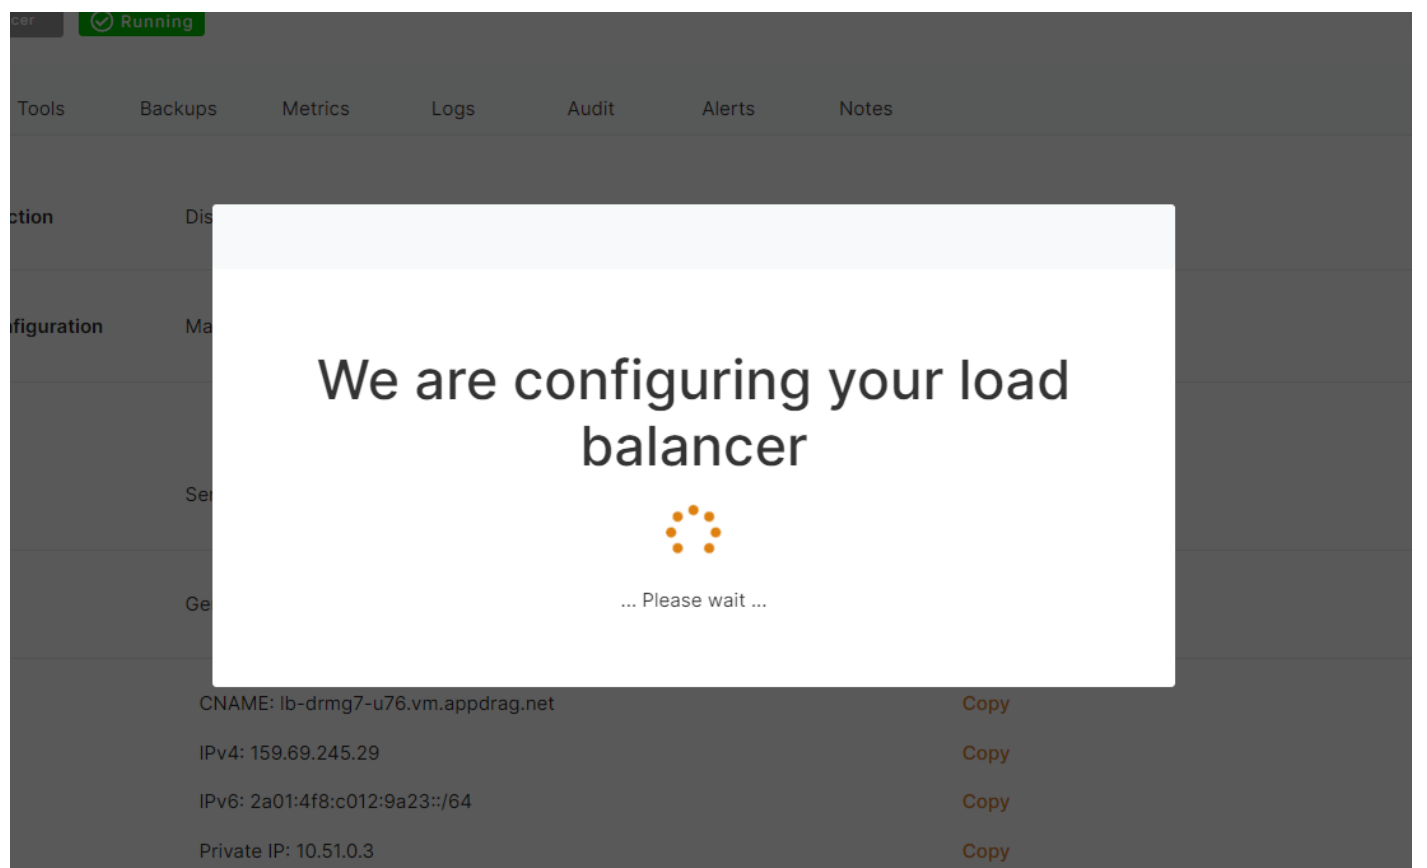 cer Running
Tools Backups Metrics Logs Audit Alerts Notes
ction Dis
figuration Ma
We are configuring your load
balancer
Ser
... Please wait ...
Ge
CNAME: lb-drmg7-u76.vm.appdrag.net Copy
IPv4: 159.69.245.29 Copy
IPv6: 2a01:4f8:c012:9a23::/64 Copy
Private IP: 10.51.0.3 Copy